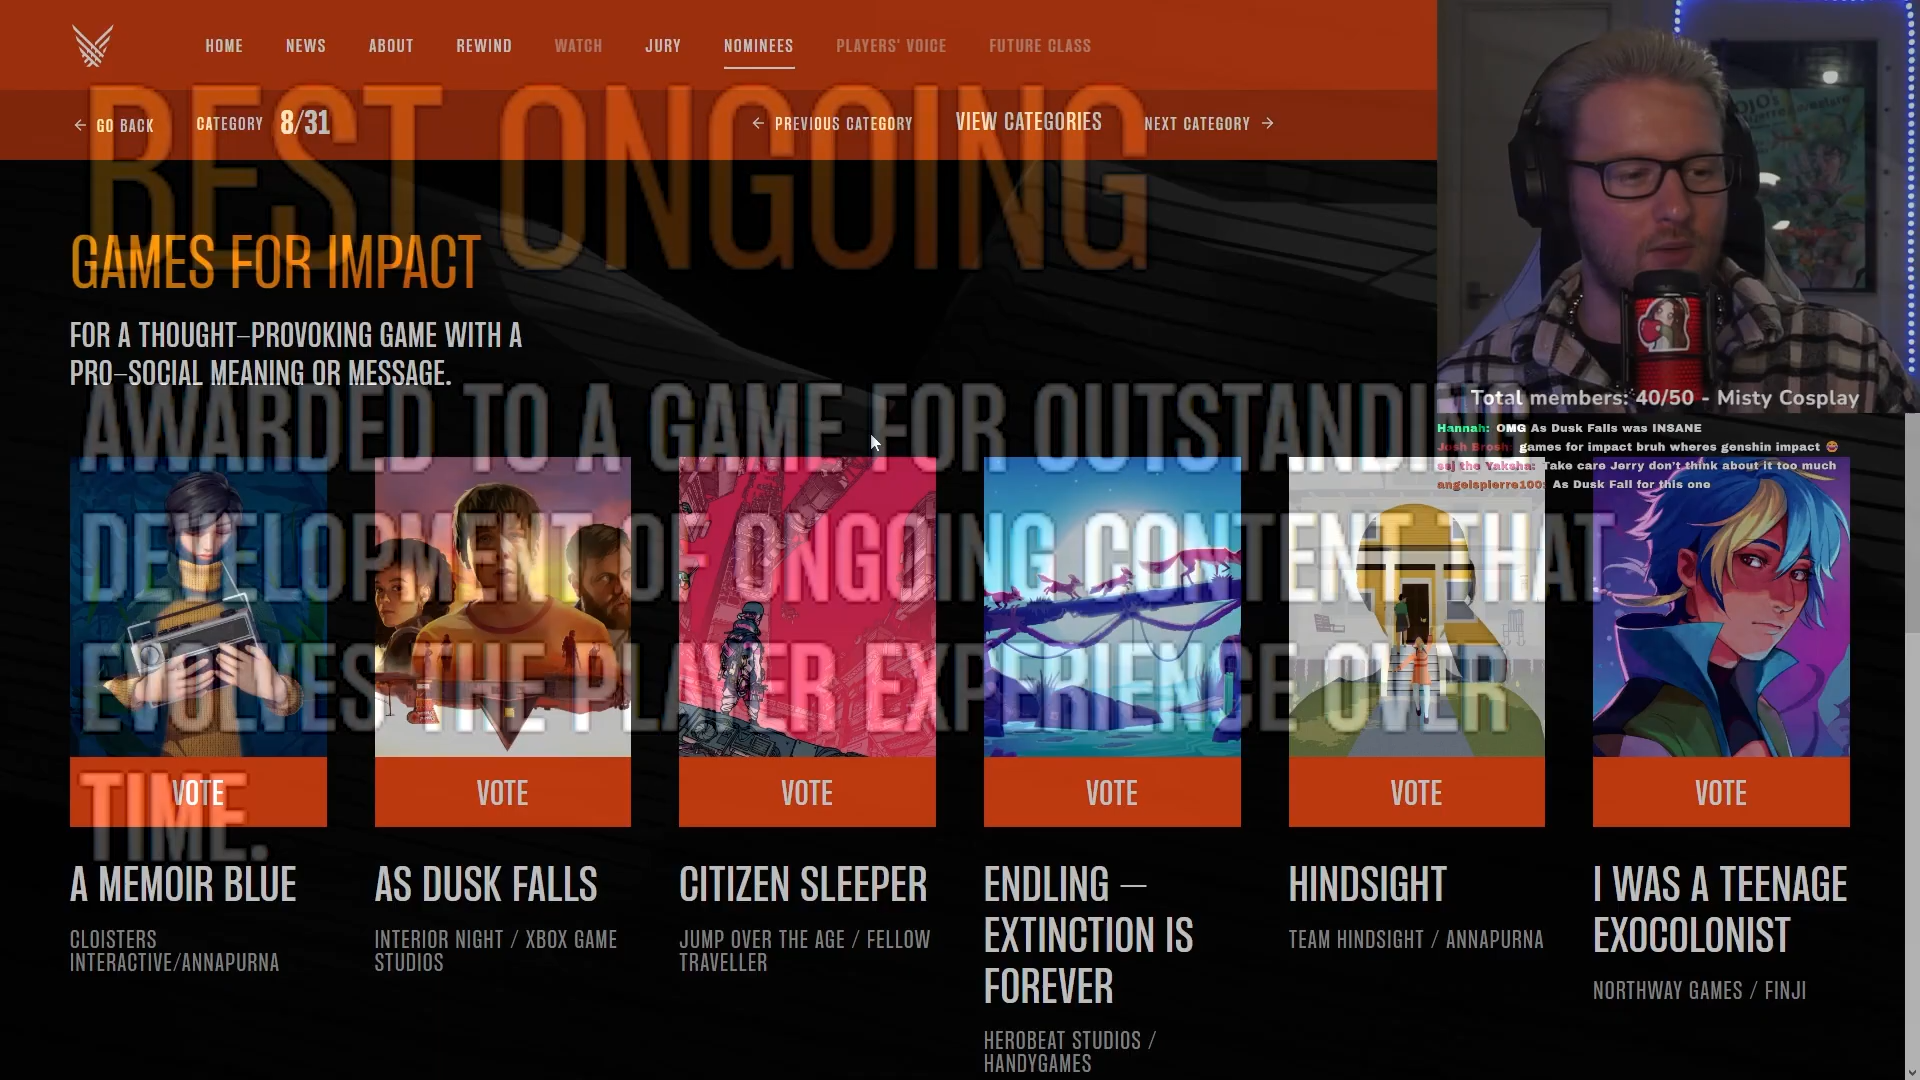 HOME NEWS ABOUT REWIND WATCH JURY NOMINEES PLAYERS' VOICE FUTURE CLASS
← GO BACK CATEGORY 8/31 ← PREVIOUS CATEGORY VIEW CATEGORIES NEXT CATEGORY →
BEST ONGOING
GAMES FOR IMPACT
FOR A THOUGHT–PROVOKING GAME WITH A
PRO–SOCIAL MEANING OR MESSAGE.
AWARDED TO A GAME FOR OUTSTANDING
DEVELOPMENT OF ONGOING CONTENT THAT
EVOLVES THE PLAYER EXPERIENCE OVER
TIME.
Total members: 40/50 - Misty Cosplay
Hannah: OMG As Dusk Falls was INSANE
Josh Brosh: games for impact bruh wheres genshin impact
soj the Yaksha: Take care Jerry don't think about it too much
angelspierre100: As Dusk Fall for this one
VOTE VOTE VOTE VOTE VOTE VOTE
A MEMOIR BLUE
CLOISTERS
INTERACTIVE/ANNAPURNA
AS DUSK FALLS
INTERIOR NIGHT / XBOX GAME
STUDIOS
CITIZEN SLEEPER
JUMP OVER THE AGE / FELLOW
TRAVELLER
ENDLING –
EXTINCTION IS
FOREVER
HEROBEAT STUDIOS /
HANDYGAMES
HINDSIGHT
TEAM HINDSIGHT / ANNAPURNA
I WAS A TEENAGE
EXOCOLONIST
NORTHWAY GAMES / FINJI